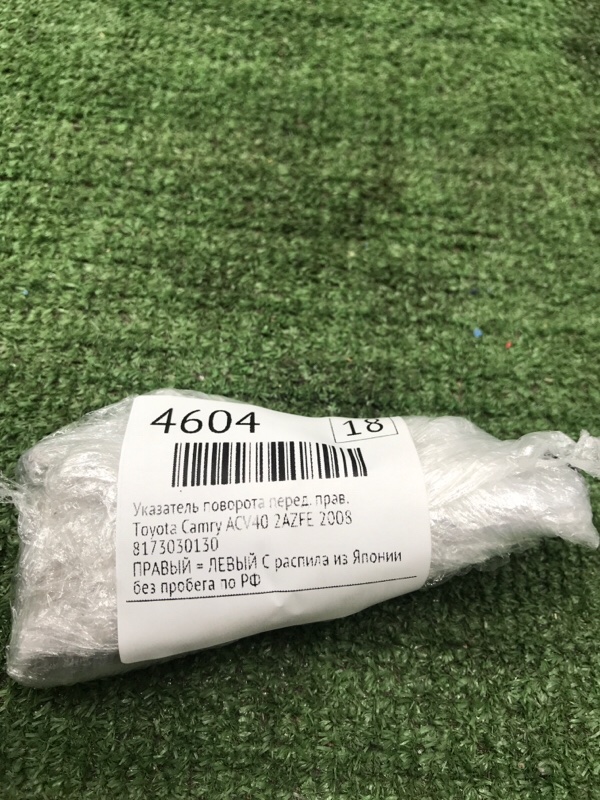 4604 18
Указатель поворота перед. прав.
Toyota Camry ACV40 2AZFE 2008
8173030130
ПРАВЫЙ = ЛЕВЫЙ С распила из Японии
без пробега по РФ